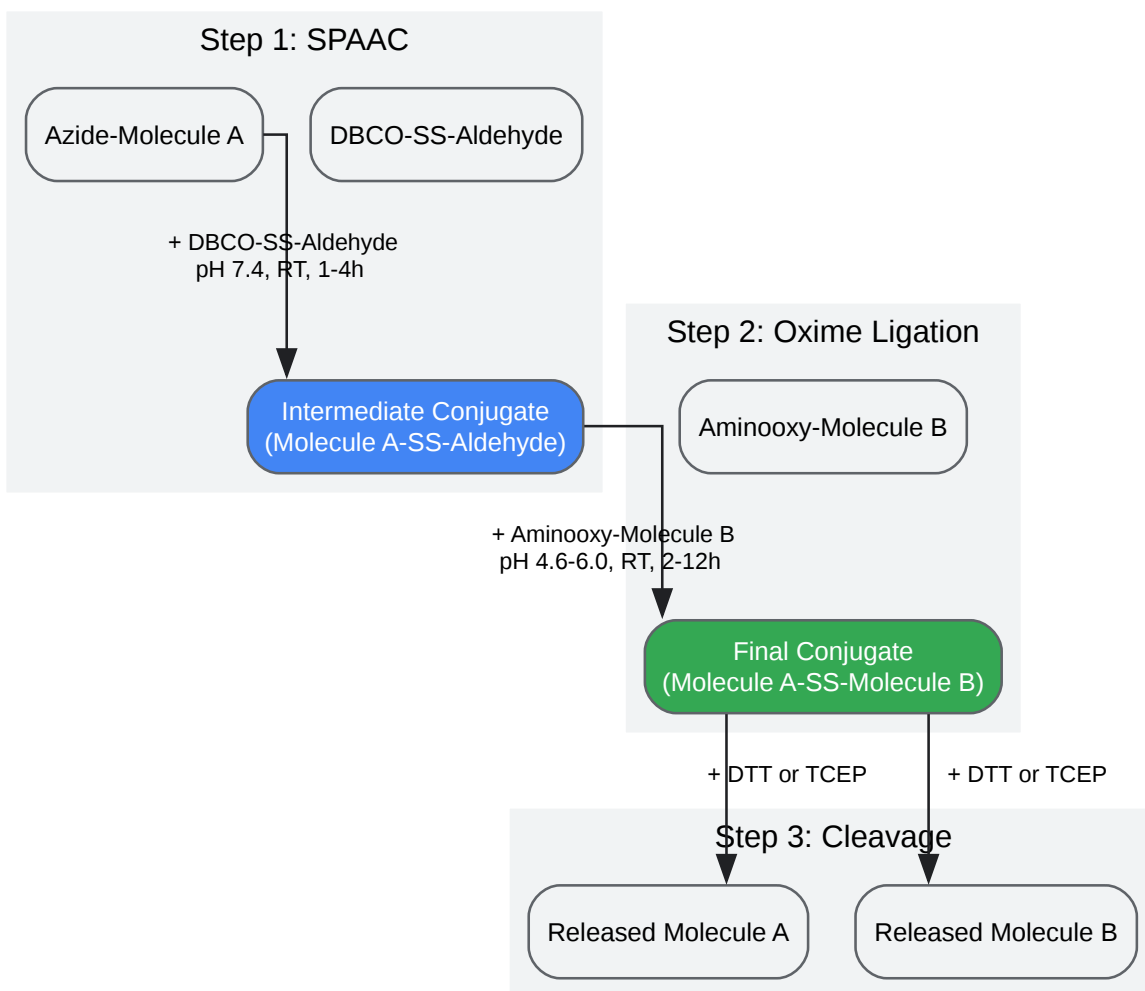 Step 1: SPAAC
Azide-Molecule A
DBCO-SS-Aldehyde
+ DBCO-SS-Aldehyde
pH 7.4, RT, 1-4h
Intermediate Conjugate
(Molecule A-SS-Aldehyde)
Step 2: Oxime Ligation
Aminooxy-Molecule B
+ Aminooxy-Molecule B
pH 4.6-6.0, RT, 2-12h
Final Conjugate
(Molecule A-SS-Molecule B)
+ DTT or TCEP
+ DTT or TCEP
Step 3: Cleavage
Released Molecule A
Released Molecule B